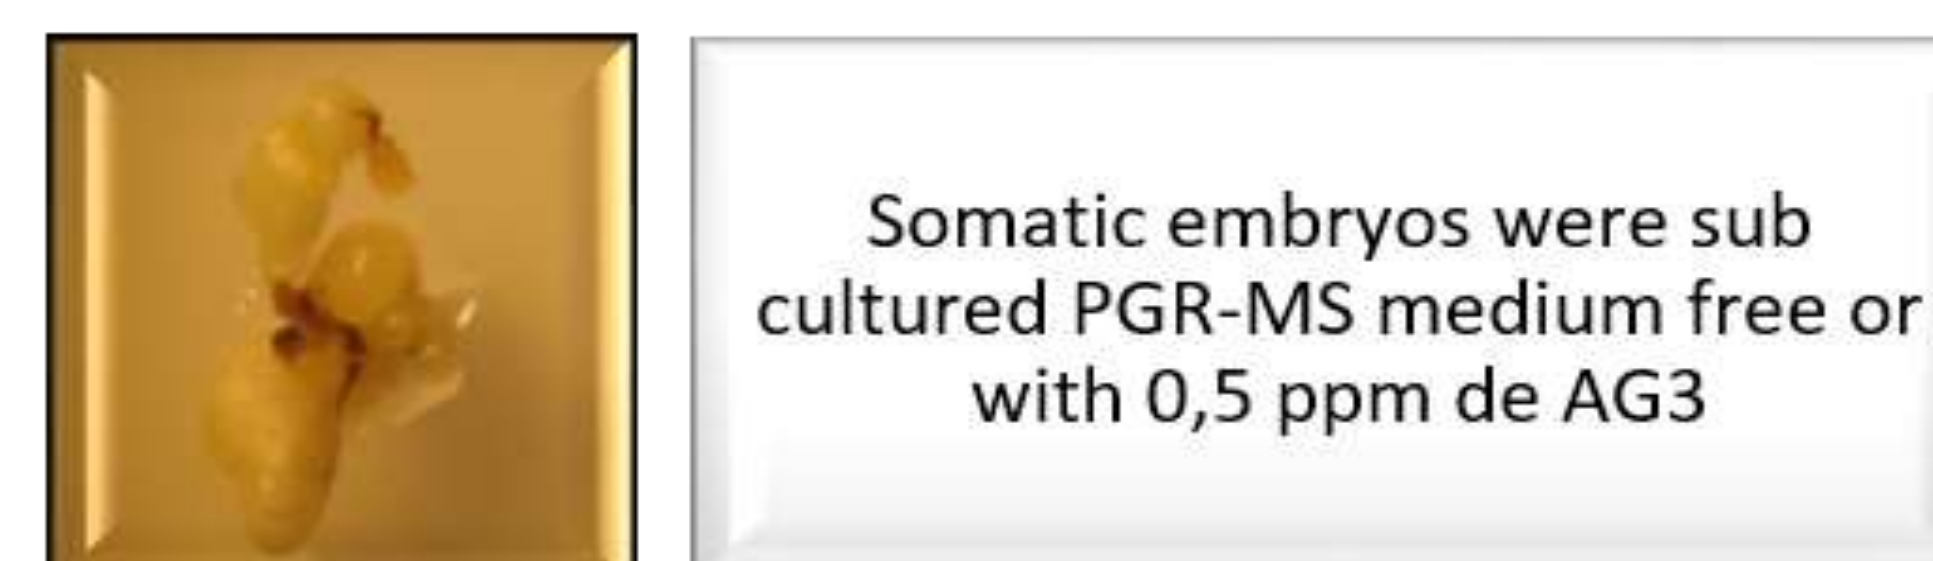 Somatic embryos were sub
cultured PGR-MS medium free or
with 0,5 ppm de AG3